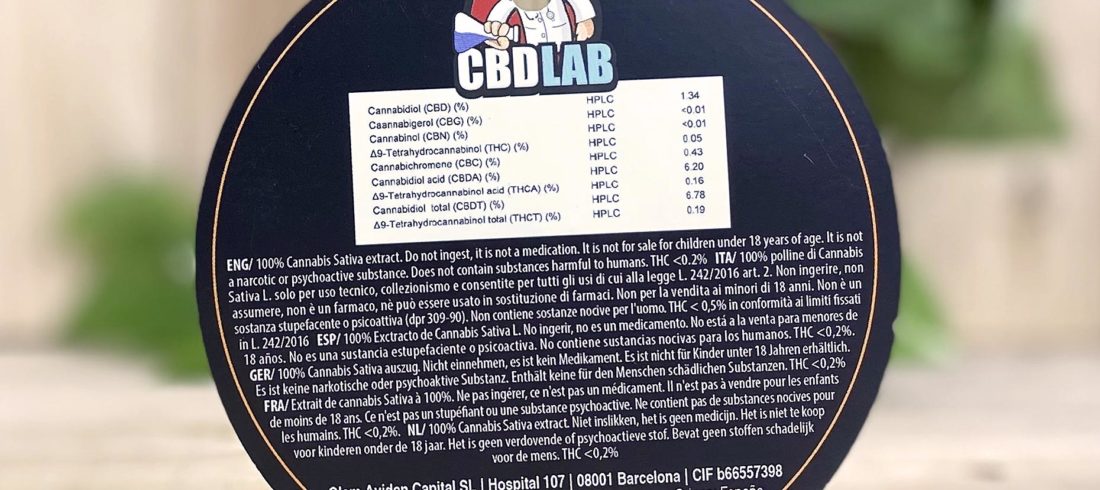 CBDLAB
Cannabidiol (CBD) (%) HPLC 1.34
Caannabigerol (CBG) (%) HPLC <0.01
Cannabinol (CBN) (%) HPLC <0.01
Δ9-Tetrahydrocannabinol (THC) (%) HPLC 0.05
Cannabichromene (CBC) (%) HPLC 0.43
Cannabidiol acid (CBDA) (%) HPLC 6.20
Δ9-Tetrahydrocannabinol acid (THCA) (%) HPLC 0.16
Cannabidiol total (CBDT) (%) HPLC 6.78
Δ9-Tetrahydrocannabinol total (THCT) (%) HPLC 0.19
ENG/ 100% Cannabis Sativa extract. Do not ingest, it is not a medication. It is not for sale for children under 18 years of age. It is not
a narcotic or psychoactive substance. Does not contain substances harmful to humans. THC <0.2% ITA/ 100% polline di Cannabis
Sativa L. solo per uso tecnico, collezionismo e consentite per tutti gli usi di cui alla legge L. 242/2016 art. 2. Non ingerire, non
assumere, non è un farmaco, nè può essere usato in sostituzione di farmaci. Non per la vendita ai minori di 18 anni. Non è un
sostanza stupefacente o psicoattiva (dpr 309-90). Non contiene sostanze nocive per l'uomo. THC < 0,5% in conformità ai limiti fissati
in L. 242/2016 ESP/ 100% Exctracto de Cannabis Sativa L. No ingerir, no es un medicamento. No está a la venta para menores de
18 años. No es una sustancia estupefaciente o psicoactiva. No contiene sustancias nocivas para los humanos. THC <0,2%.
GER/ 100% Cannabis Sativa auszug. Nicht einnehmen, es ist kein Medikament. Es ist nicht für Kinder unter 18 Jahren erhältlich.
Es ist keine narkotische oder psychoaktive Substanz. Enthält keine für den Menschen schädlichen Substanzen. THC <0,2%
FRA/ Extrait de cannabis Sativa à 100%. Ne pas ingérer, ce n'est pas un médicament. Il n'est pas à vendre pour les enfants
de moins de 18 ans. Ce n'est pas un stupéfiant ou une substance psychoactive. Ne contient pas de substances nocives pour
les humains. THC <0,2%. NL/ 100% Cannabis Sativa extract. Niet inslikken, het is geen medicijn. Het is niet te koop
voor kinderen onder de 18 jaar. Het is geen verdovende of psychoactieve stof. Bevat geen stoffen schadelijk
voor de mens. THC <0,2%
Capital SL | Hospital 107 | 08001 Barcelona | CIF b66557398